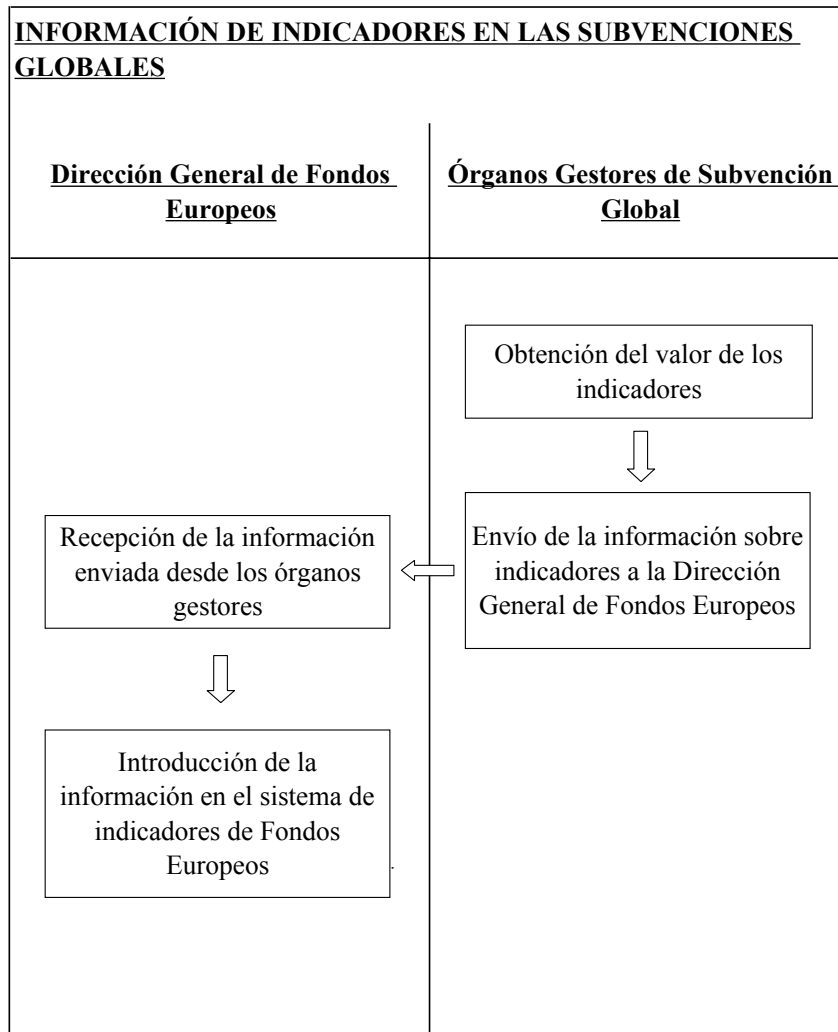 INFORMACIÓN DE INDICADORES EN LAS SUBVENCIONES
GLOBALES
Dirección General de Fondos
Europeos
Órganos Gestores de Subvención
Global
Obtención del valor de los
indicadores
Envío de la información sobre
indicadores a la Dirección
General de Fondos Europeos
Recepción de la información
enviada desde los órganos
gestores
Introducción de la
información en el sistema de
indicadores de Fondos
Europeos